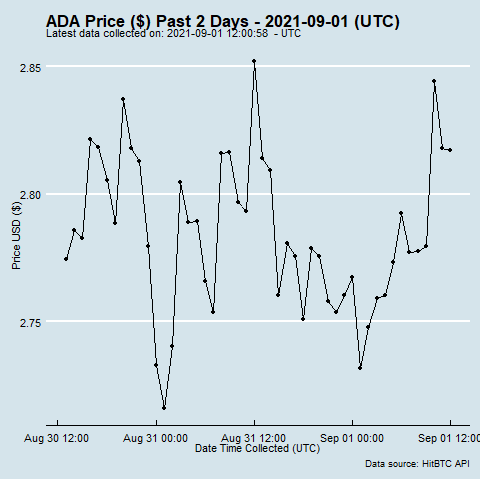 ADA Price ($) Past 2 Days - 2021-09-01 (UTC)
Latest data collected on: 2021-09-01 12:00:58 - UTC
2.85
2.80
2.75
Price USD ($)
Aug 30 12:00 Aug 31 00:00 Aug 31 12:00 Sep 01 00:00 Sep 01 12:00
Date Time Collected (UTC)
Data source: HitBTC API